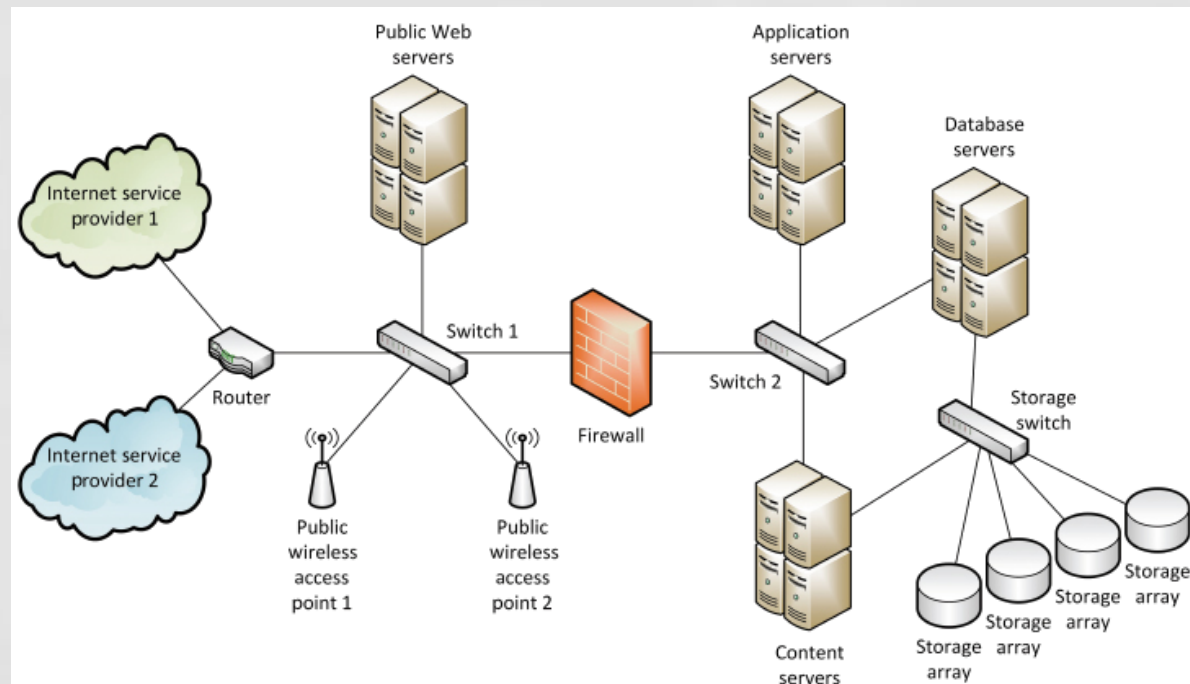 Public Web
servers
Application
servers
Database
servers
Internet service
provider 1
Switch 1
Switch 2
Router
Firewall
Storage
switch
Internet service
provider 2
Public
wireless
access
point 1
Public
wireless
access
point 2
Content
servers
Storage
array
Storage
array
Storage
array
Storage
array